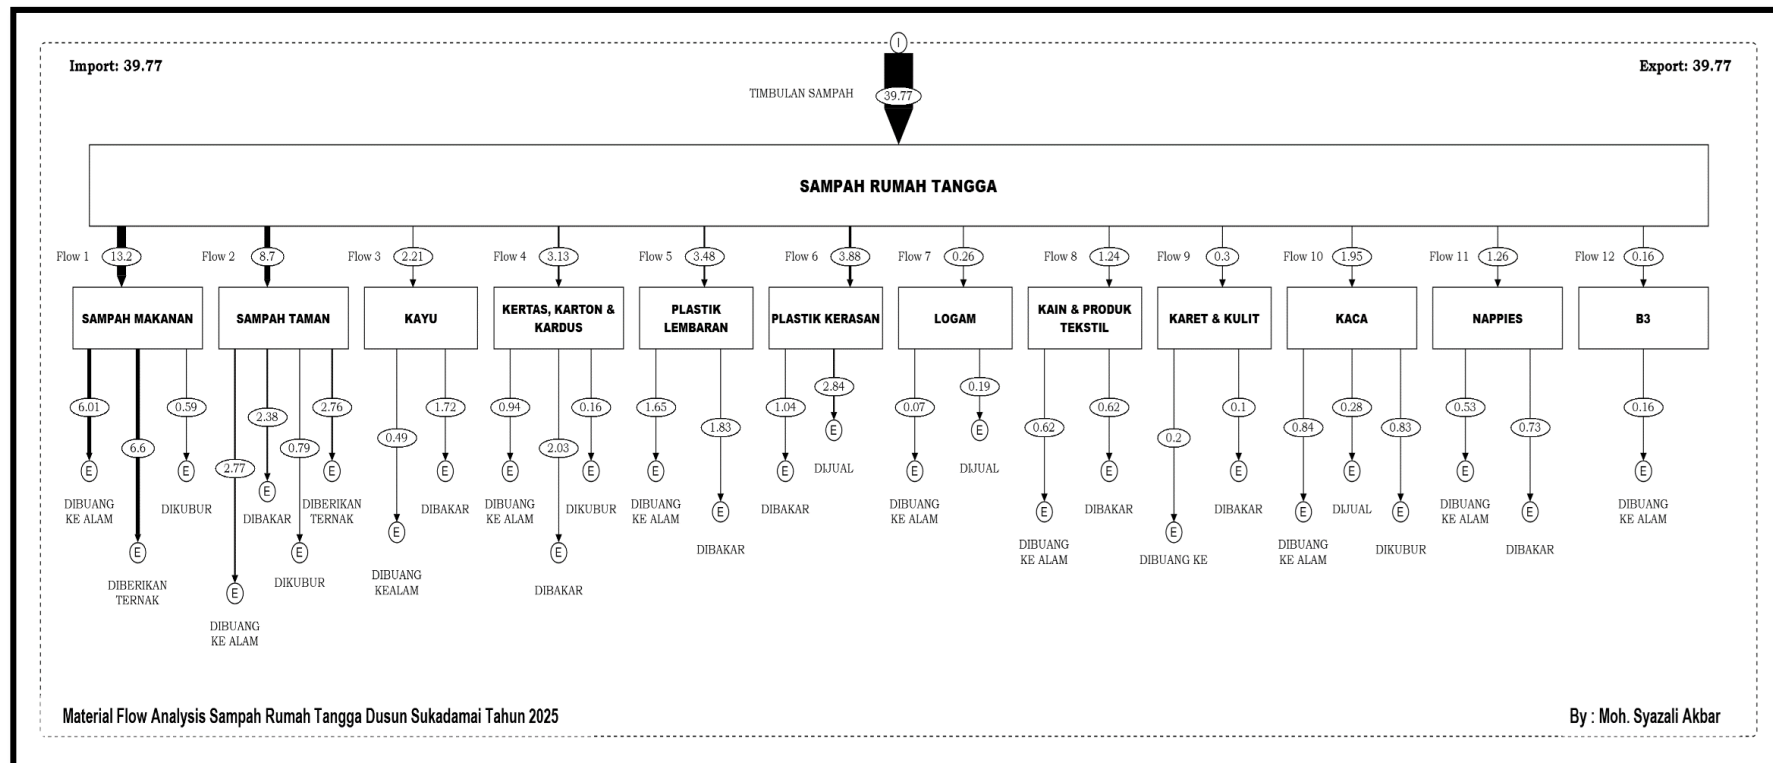 I
Import: 39.77
Export: 39.77
TIMBULAN SAMPAH
39.77
SAMPAH RUMAH TANGGA
Flow 1
13.2
Flow 2
8.7
Flow 3
2.21
Flow 4
3.13
Flow 5
3.48
Flow 6
3.88
Flow 7
0.26
Flow 8
1.24
Flow 9
0.3
Flow 10
1.95
Flow 11
1.26
Flow 12
0.16
SAMPAH MAKANAN
SAMPAH TAMAN
KAYU
KERTAS, KARTON &
KARDUS
PLASTIK
LEMBARAN
PLASTIK KERASAN
LOGAM
KAIN & PRODUK
TEKSTIL
KARET & KULIT
KACA
NAPPIES
B3
6.01
E
DIBUANG
KE ALAM
6.6
E
DIBERIKAN
TERNAK
0.59
E
DIKUBUR
2.77
E
DIBUANG
KE ALAM
2.38
E
DIBAKAR
0.79
E
DIKUBUR
2.76
E
DIBERIKAN
TERNAK
0.49
E
DIBUANG
KEALAM
1.72
E
DIBAKAR
0.94
E
DIBUANG
KE ALAM
2.03
E
DIBAKAR
0.16
E
DIKUBUR
1.65
E
DIBUANG
KE ALAM
1.83
E
DIBAKAR
1.04
E
DIBAKAR
2.84
E
DIJUAL
0.07
E
DIBUANG
KE ALAM
0.19
E
DIJUAL
0.62
E
DIBUANG
KE ALAM
0.62
E
DIBAKAR
0.2
E
DIBUANG KE
0.1
E
DIBAKAR
0.84
E
DIBUANG
KE ALAM
0.28
E
DIJUAL
0.83
E
DIKUBUR
0.53
E
DIBUANG
KE ALAM
0.73
E
DIBAKAR
0.16
E
DIBUANG
KE ALAM
Material Flow Analysis Sampah Rumah Tangga Dusun Sukadamai Tahun 2025
By : Moh. Syazali Akbar